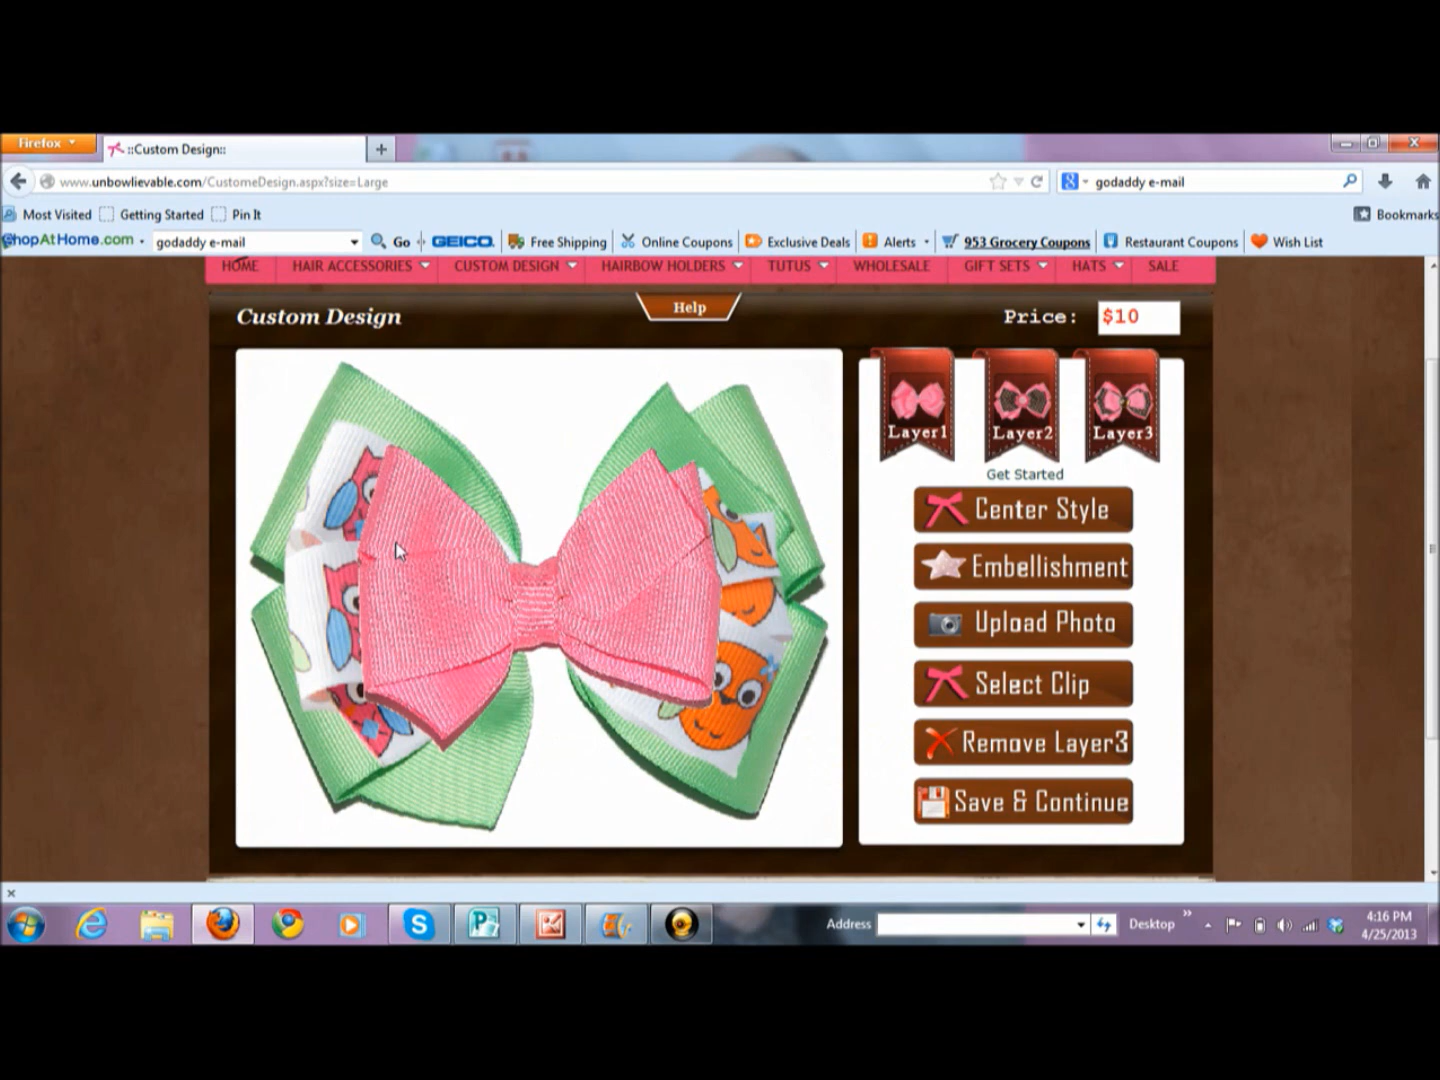 Firefox
::Custom Design::
www.unbowlievable.com/CustomeDesign.aspx?size=Large
godaddy e-mail
Most Visited Getting Started Pin It
Bookmarks
ShopAtHome.com godaddy e-mail Go GEICO. Free Shipping Online Coupons Exclusive Deals Alerts 953 Grocery Coupons Restaurant Coupons Wish List
HOME HAIR ACCESSORIES CUSTOM DESIGN HAIRBOW HOLDERS TUTUS WHOLESALE GIFT SETS HATS SALE
Custom Design
Help
Price: $10
Layer1 Layer2 Layer3
Get Started
Center Style
Embellishment
Upload Photo
Select Clip
Remove Layer3
Save & Continue
Address
Desktop
4:16 PM
4/25/2013